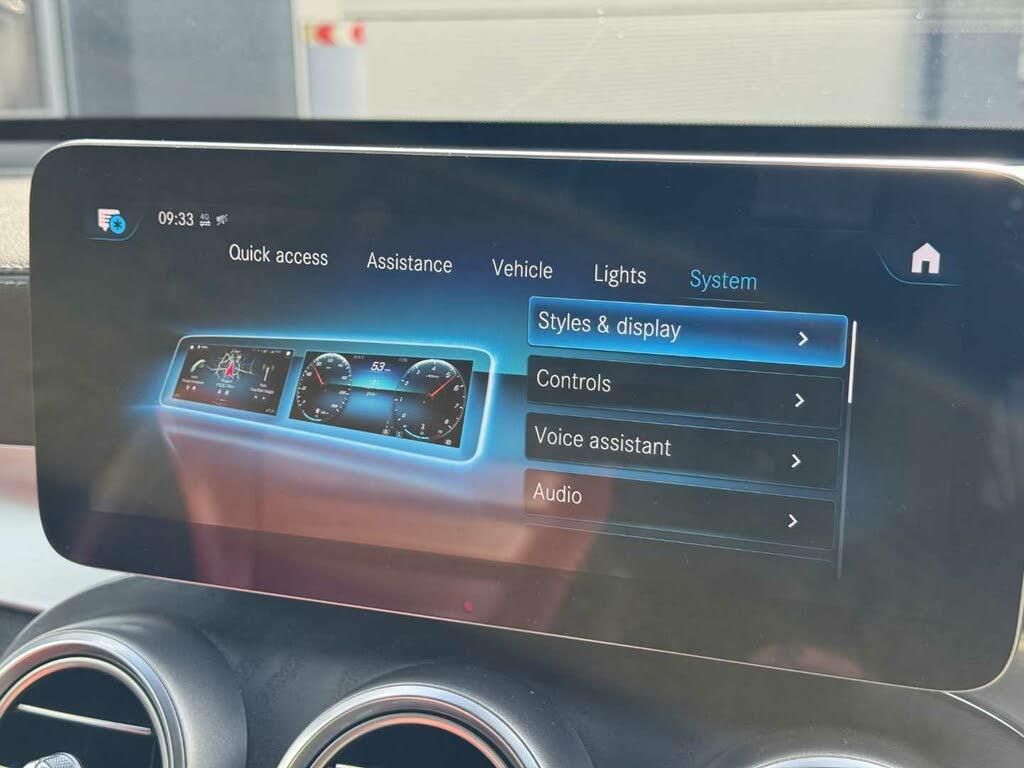 09:33 4G
Quick access
Assistance
Vehicle
Lights
System
Styles & display
Controls
Voice assistant
Audio
53